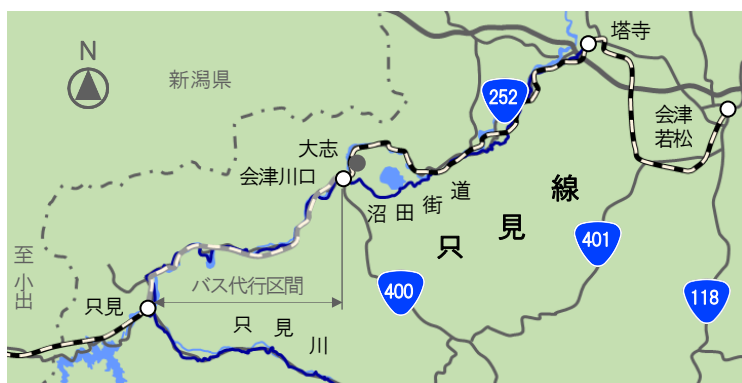 N
新潟県
塔寺
252
会津
若松
大志
会津川口
沼田街道
只見線
至
小
出
401
バス代行区間
400
118
只見
只見川